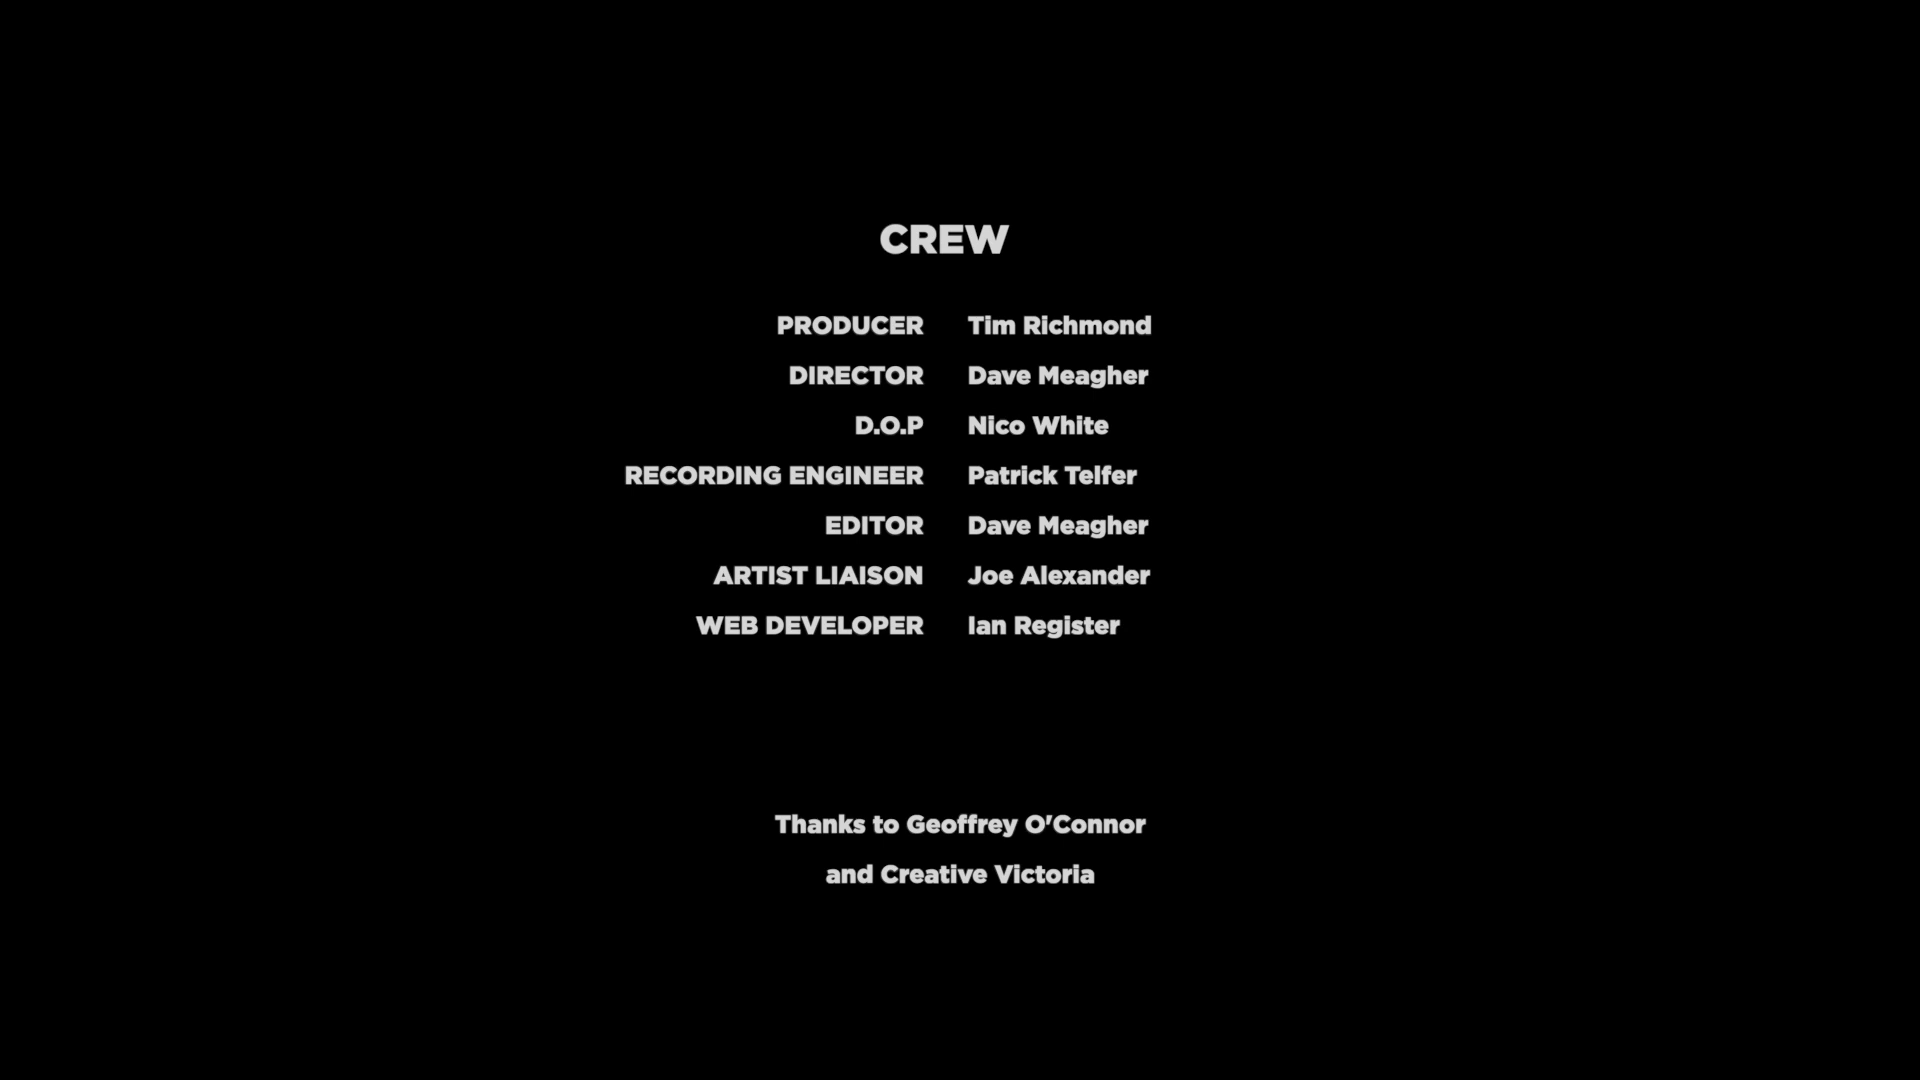 CREW
PRODUCER Tim Richmond
DIRECTOR Dave Meagher
D.O.P Nico White
RECORDING ENGINEER Patrick Telfer
EDITOR Dave Meagher
ARTIST LIAISON Joe Alexander
WEB DEVELOPER Ian Register
Thanks to Geoffrey O'Connor
and Creative Victoria